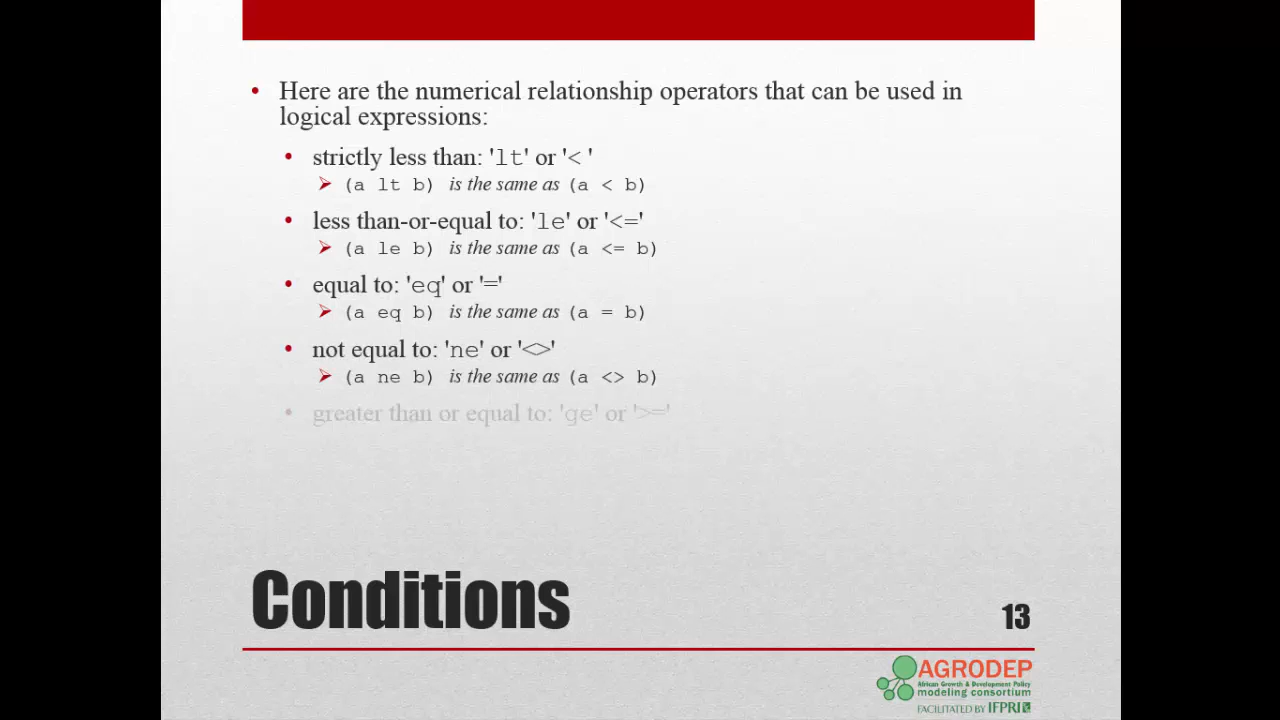 • Here are the numerical relationship operators that can be used in
logical expressions:
• strictly less than: 'lt' or '< '
➢ (a lt b) is the same as (a < b)
• less than-or-equal to: 'le' or '<='
➢ (a le b) is the same as (a <= b)
• equal to: 'eq' or '='
➢ (a eq b) is the same as (a = b)
• not equal to: 'ne' or '<>'
➢ (a ne b) is the same as (a <> b)
• greater than or equal to: 'ge' or '>='
Conditions
13
AGRODEP
African Growth & Development Policy
modeling consortium
FACILITATED BY IFPRI